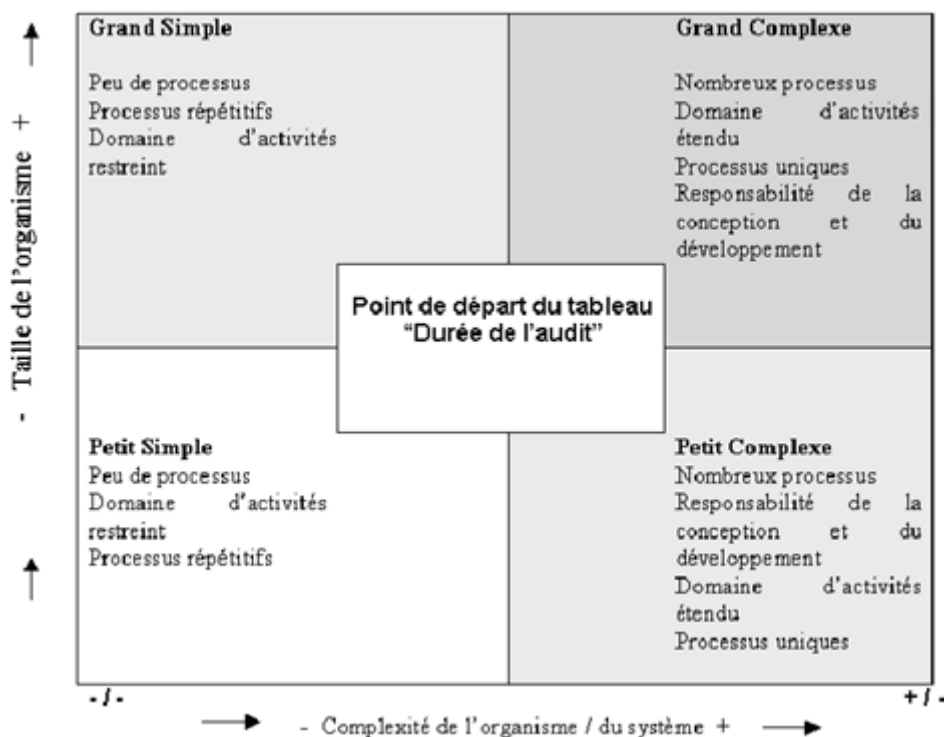 Grand Simple
Peu de processus
Processus répétitifs
Domaine d'activités
restreint
Grand Complexe
Nombreux processus
Domaine d'activités
étendu
Processus uniques
Responsabilité de la
conception et du
développement
Point de départ du tableau
“Durée de l'audit”
Petit Simple
Peu de processus
Domaine d'activités
restreint
Processus répétitifs
Petit Complexe
Nombreux processus
Responsabilité de la
conception et du
développement
Domaine d'activités
étendu
Processus uniques
- Taille de l'organisme +
- / -
+ / -
- Complexité de l'organisme / du système +